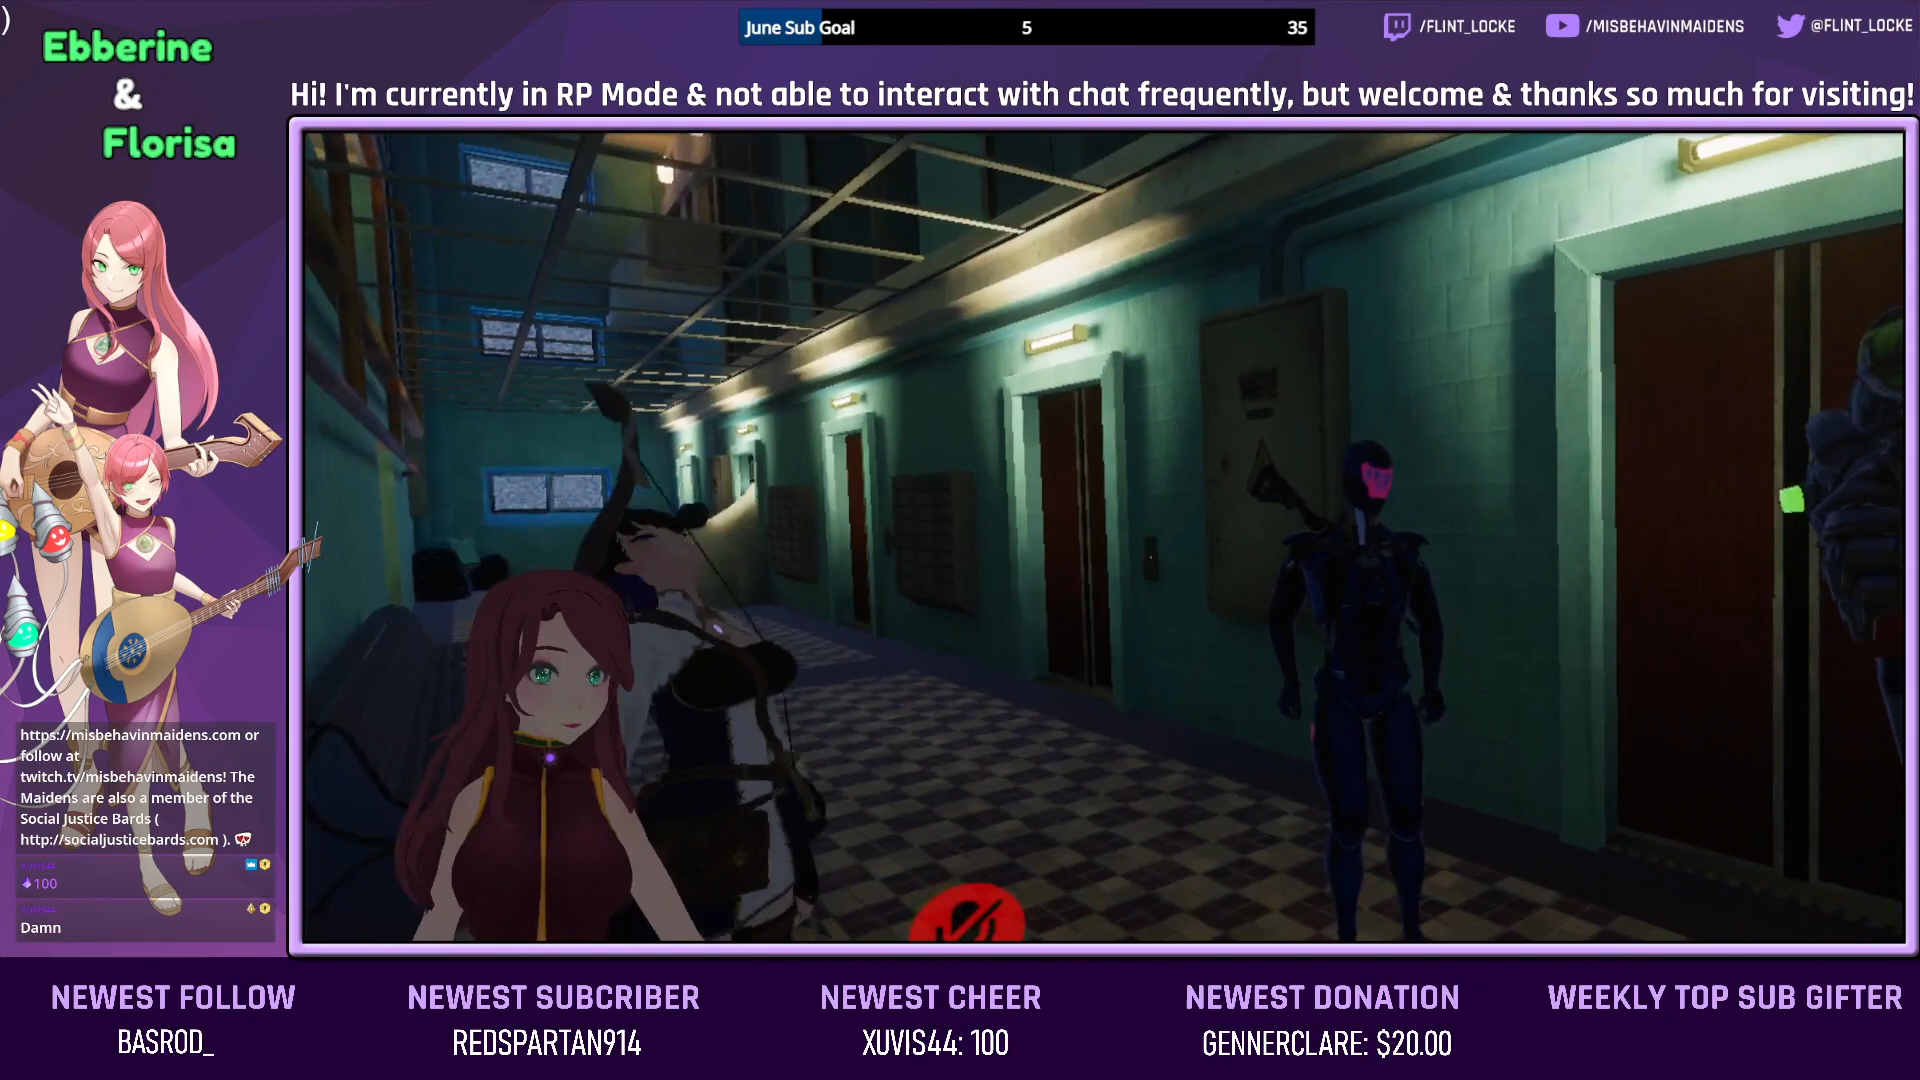 )
Ebberine
&
Florisa
June Sub Goal 5 35
/FLINT_LOCKE
/MISBEHAVINMAIDENS
@FLINT_LOCKE
Hi! I'm currently in RP Mode & not able to interact with chat frequently, but welcome & thanks so much for visiting!
https://misbehavinmaidens.com or
follow at
twitch.tv/misbehavinmaidens! The
Maidens are also a member of the
Social Justice Bards (
http://socialjusticebards.com ).
xuvis44
100
xuvis44
Damn
NEWEST FOLLOW
BASROD_
NEWEST SUBCRIBER
REDSPARTAN914
NEWEST CHEER
XUVIS44: 100
NEWEST DONATION
GENNERCLARE: $20.00
WEEKLY TOP SUB GIFTER